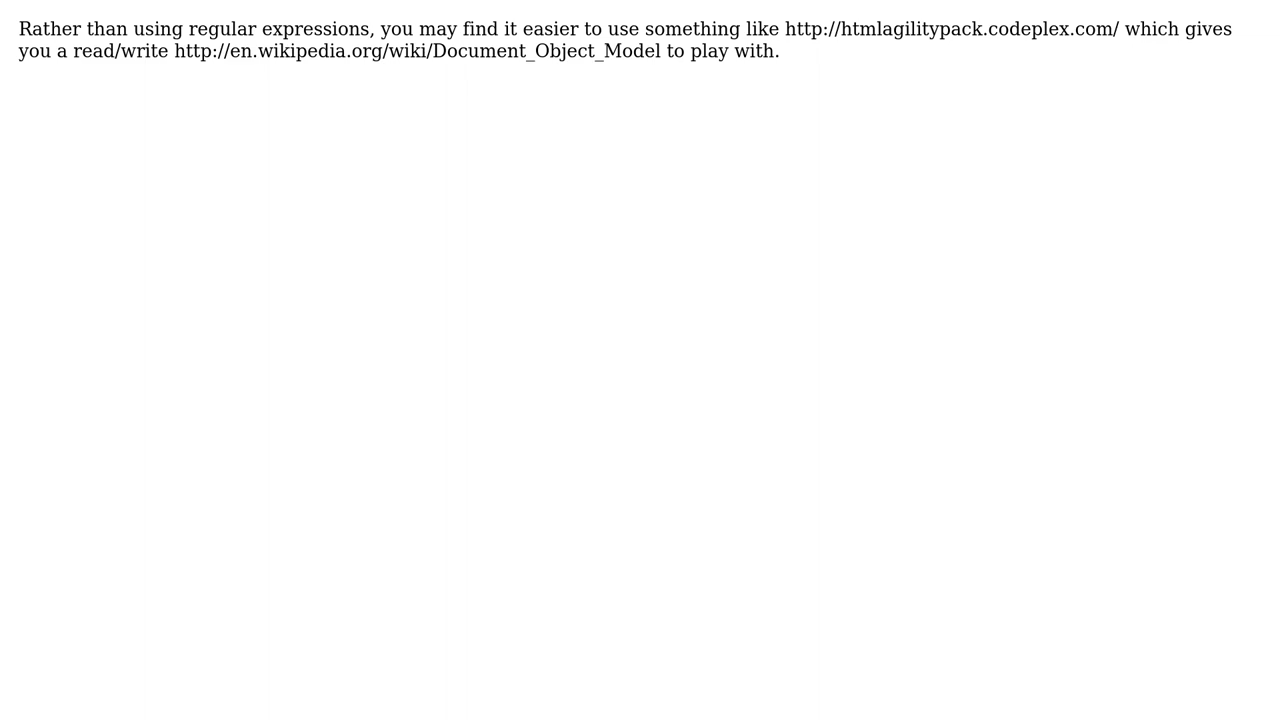 Rather than using regular expressions, you may find it easier to use something like http://htmlagilitypack.codeplex.com/ which gives
you a read/write http://en.wikipedia.org/wiki/Document_Object_Model to play with.